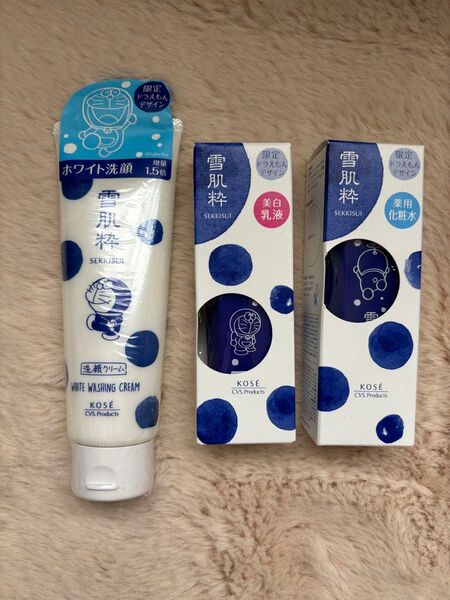 限定
ドラえもん
デザイン
ホワイト洗顔
増量
1.5倍
雪肌粋
SEKKISUI
洗顔クリーム
WHITE WASHING CREAM
KOSÉ
CVS.Products
雪肌粋
SEKKISUI
限定
ドラえもん
デザイン
美白
乳液
KOSÉ
CVS.Products
雪肌粋
SEKKISUI
限定
ドラえもん
デザイン
薬用
化粧水
KOSÉ
CVS.Products